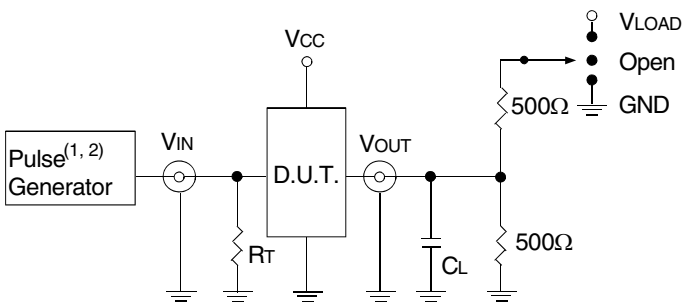 VLOAD
VCC
Open
500Ω
GND
Pulse(1, 2)
Generator
VIN
D.U.T.
VOUT
RT
CL
500Ω